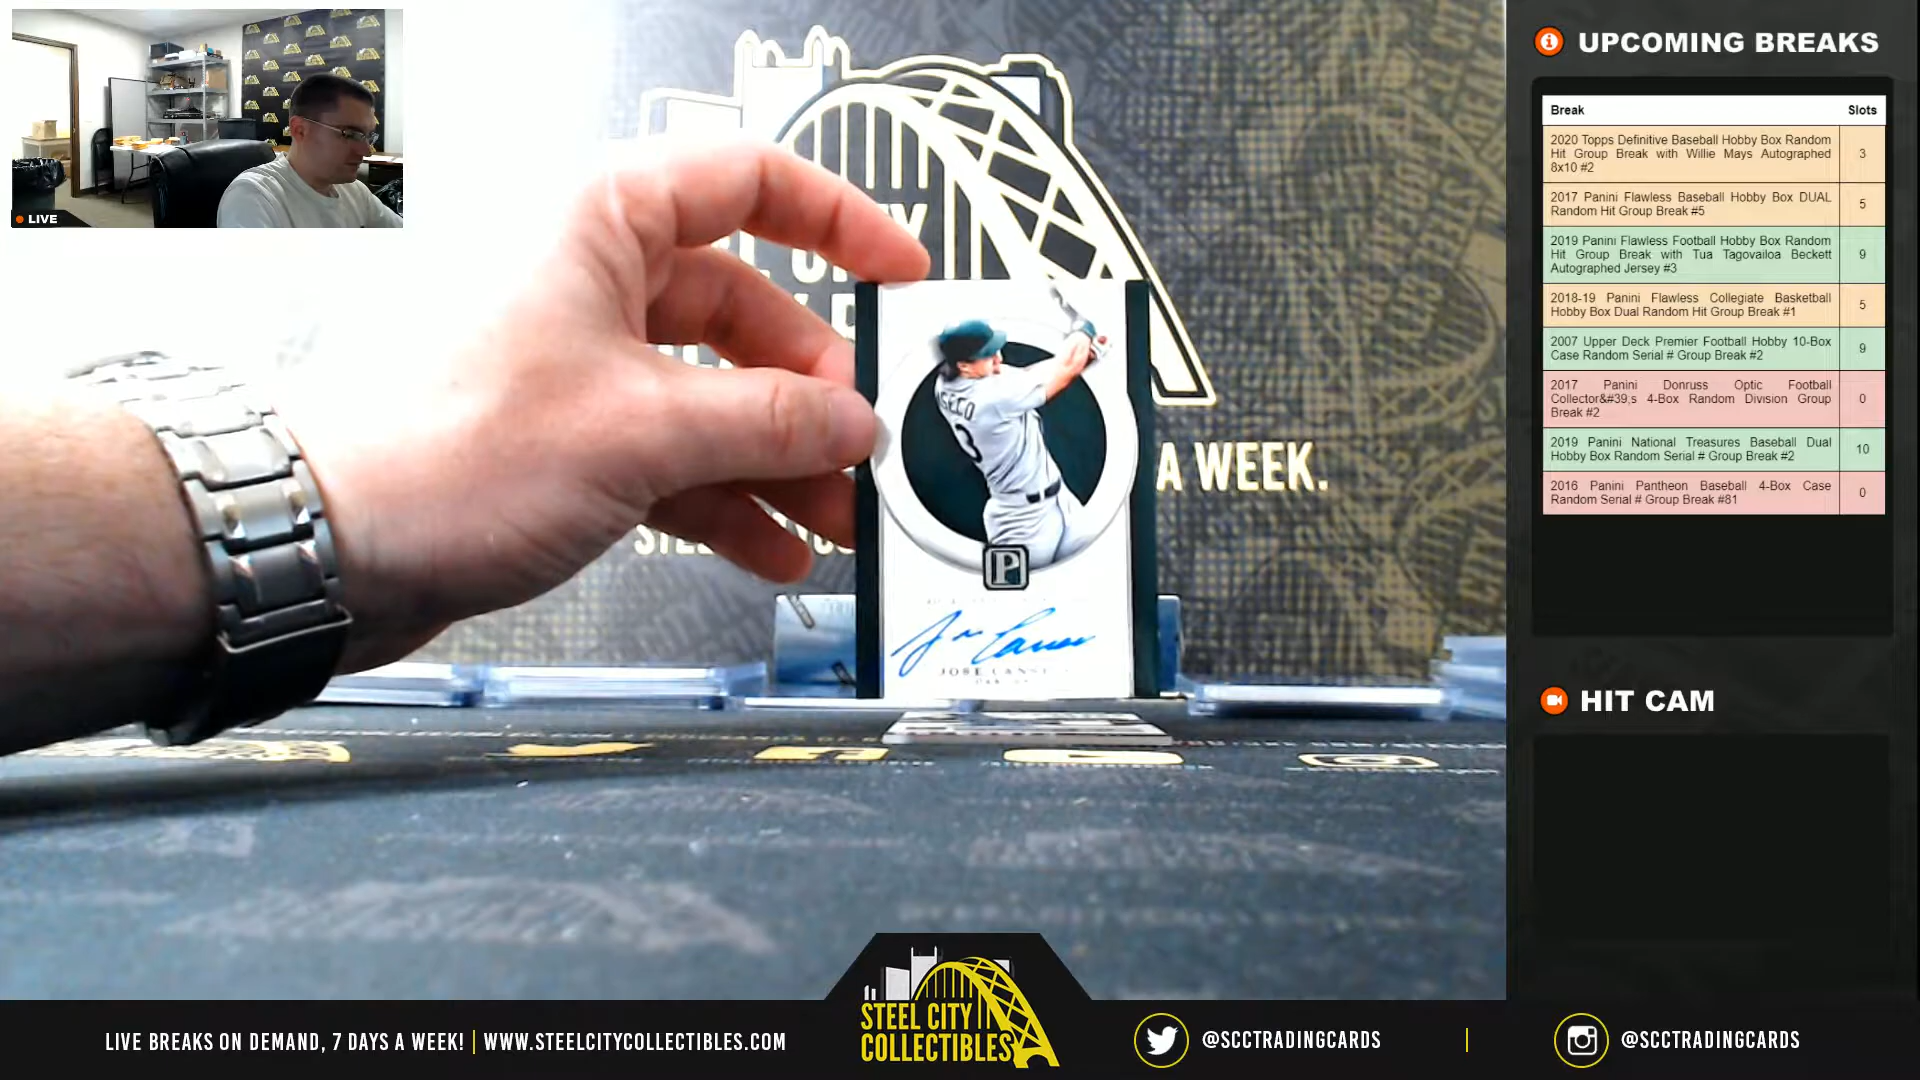 LIVE
UPCOMING BREAKS
Break Slots
2020 Topps Definitive Baseball Hobby Box Random
Hit Group Break with Willie Mays Autographed
8x10 #2
3
2017 Panini Flawless Baseball Hobby Box DUAL
Random Hit Group Break #5
5
2019 Panini Flawless Football Hobby Box Random
Hit Group Break with Tua Tagovailoa Beckett
Autographed Jersey #3
9
2018-19 Panini Flawless Collegiate Basketball
Hobby Box Dual Random Hit Group Break #1
5
2007 Upper Deck Premier Football Hobby 10-Box
Case Random Serial # Group Break #2
9
2017 Panini Donruss Optic Football
Collector&#39;s 4-Box Random Division Group
Break #2
0
2019 Panini National Treasures Baseball Dual
Hobby Box Random Serial # Group Break #2
10
2016 Panini Pantheon Baseball 4-Box Case
Random Serial # Group Break #81
0
HIT CAM
A WEEK.
P
JOSE
STEEL CITY
COLLECTIBLES
LIVE BREAKS ON DEMAND, 7 DAYS A WEEK! | WWW.STEELCITYCOLLECTIBLES.COM
@SCCTRADINGCARDS | @SCCTRADINGCARDS